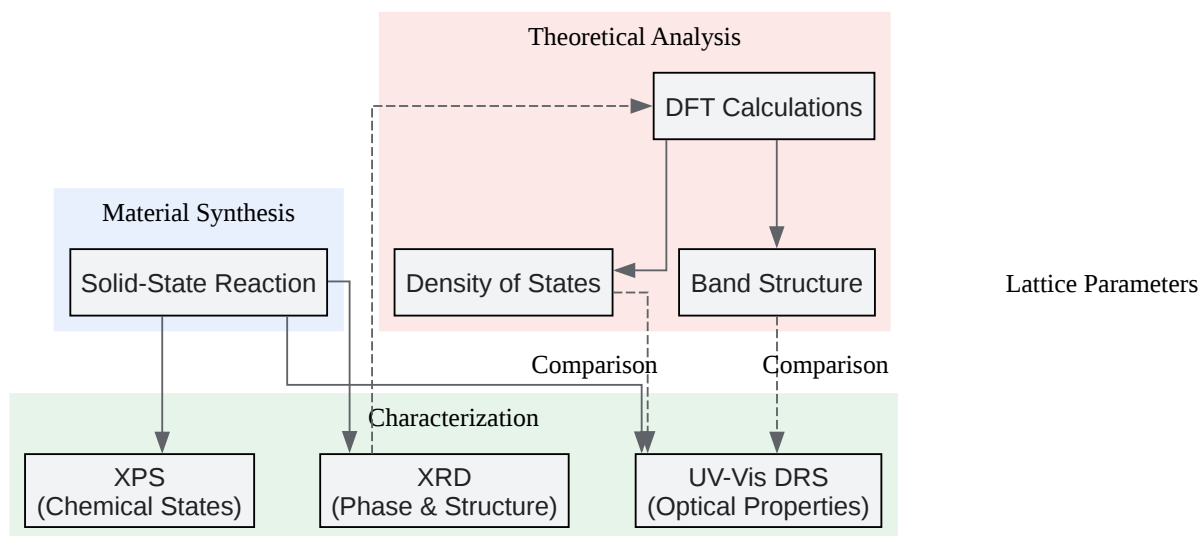 Theoretical Analysis
DFT Calculations
Material Synthesis
Solid-State Reaction
Density of States
Band Structure
Lattice Parameters
Comparison
Comparison
Characterization
XPS
(Chemical States)
XRD
(Phase & Structure)
UV-Vis DRS
(Optical Properties)